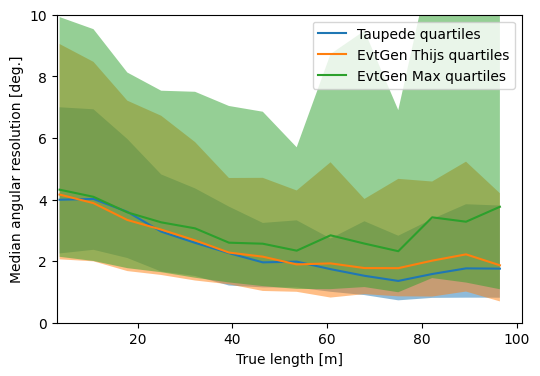 10
8
6
4
2
0
Median angular resolution [deg.]
Taupede quartiles
EvtGen Thijs quartiles
EvtGen Max quartiles
20
40
60
80
100
True length [m]